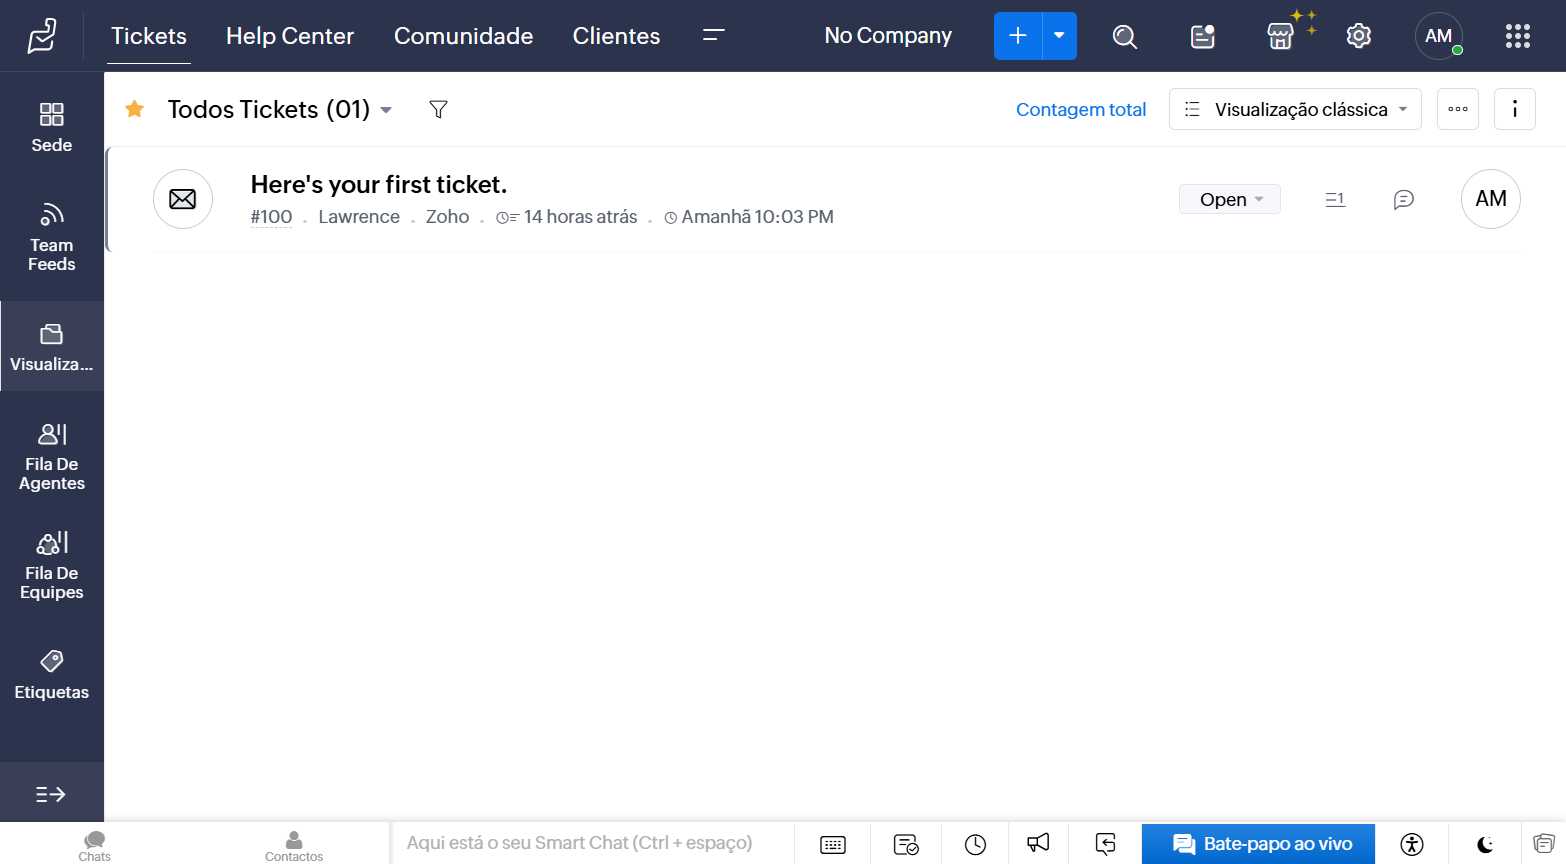 Tickets Help Center Comunidade Clientes No Company AM
Sede
Team
Feeds
Visualiza...
Fila De
Agentes
Fila De
Equipes
Etiquetas
Todos Tickets (01) Contagem total Visualização clássica i
Here's your first ticket.
#100 . Lawrence . Zoho . 14 horas atrás . Amanhã 10:03 PM
Open 1 AM
Chats Contactos Aqui está o seu Smart Chat (Ctrl + espaço) Bate-papo ao vivo